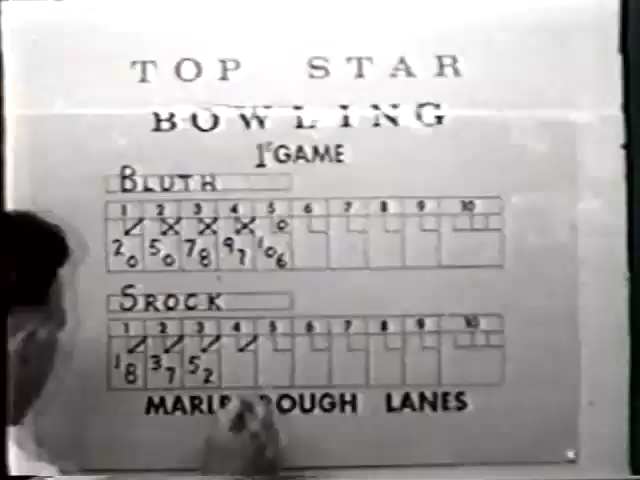 TOP STAR
BOWLING
1st GAME
BLUTH
1 2 3 4 5 6 7 8 9 10
/ X X X O
20 50 78 97 106
SROCK
1 2 3 4 5 6 7 8 9 10
/ / / /
18 37 52
MARLBOROUGH LANES